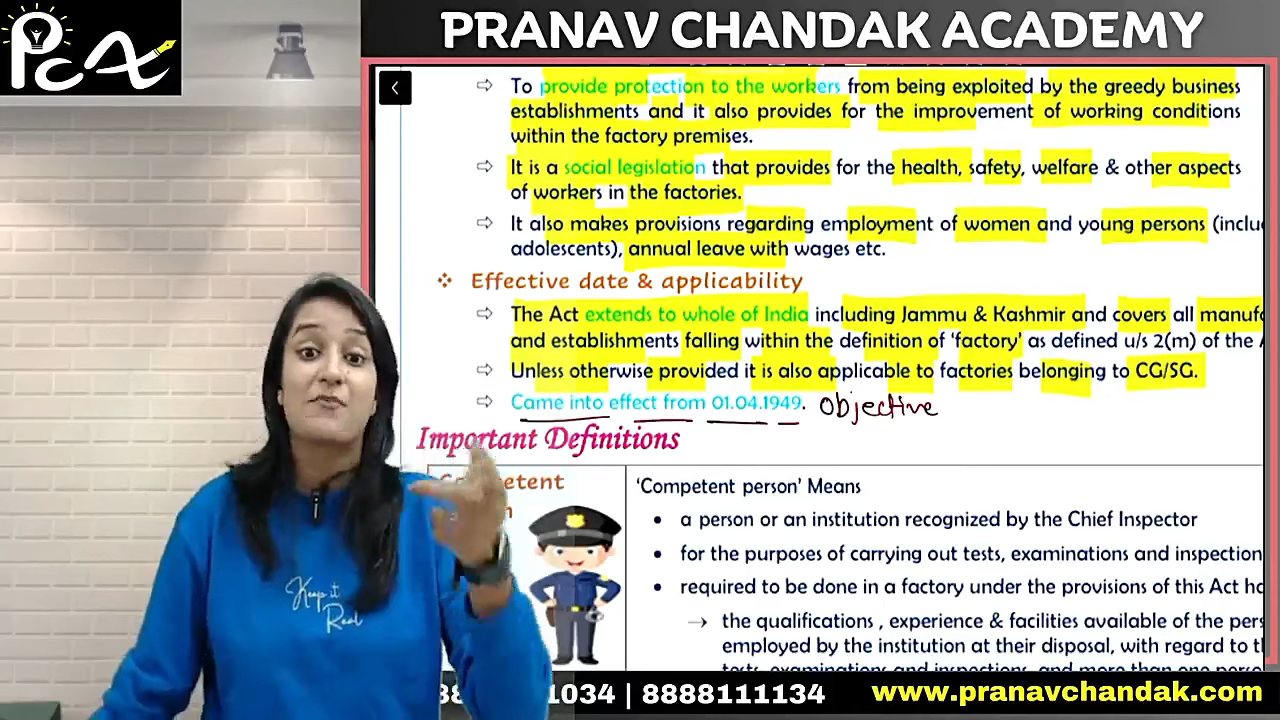 PCA
PRANAV CHANDAK ACADEMY
⇨ To provide protection to the workers from being exploited by the greedy business
establishments and it also provides for the improvement of working conditions
within the factory premises.
⇨ It is a social legislation that provides for the health, safety, welfare & other aspects
of workers in the factories.
⇨ It also makes provisions regarding employment of women and young persons (inclu
adolescents), annual leave with wages etc.
❖ Effective date & applicability
⇨ The Act extends to whole of India including Jammu & Kashmir and covers all manufa
and establishments falling within the definition of 'factory' as defined u/s 2(m) of the A
⇨ Unless otherwise provided it is also applicable to factories belonging to CG/SG.
⇨ Came into effect from 01.04.1949. Objective
Important Definitions
'Competent person' Means
• a person or an institution recognized by the Chief Inspector
• for the purposes of carrying out tests, examinations and inspection
• required to be done in a factory under the provisions of this Act ha
→ the qualifications , experience & facilities available of the pers
employed by the institution at their disposal, with regard to th
tests, examinations and inspections, and more than one person
Keep it
Real
1034 | 8888111134
www.pranavchandak.com